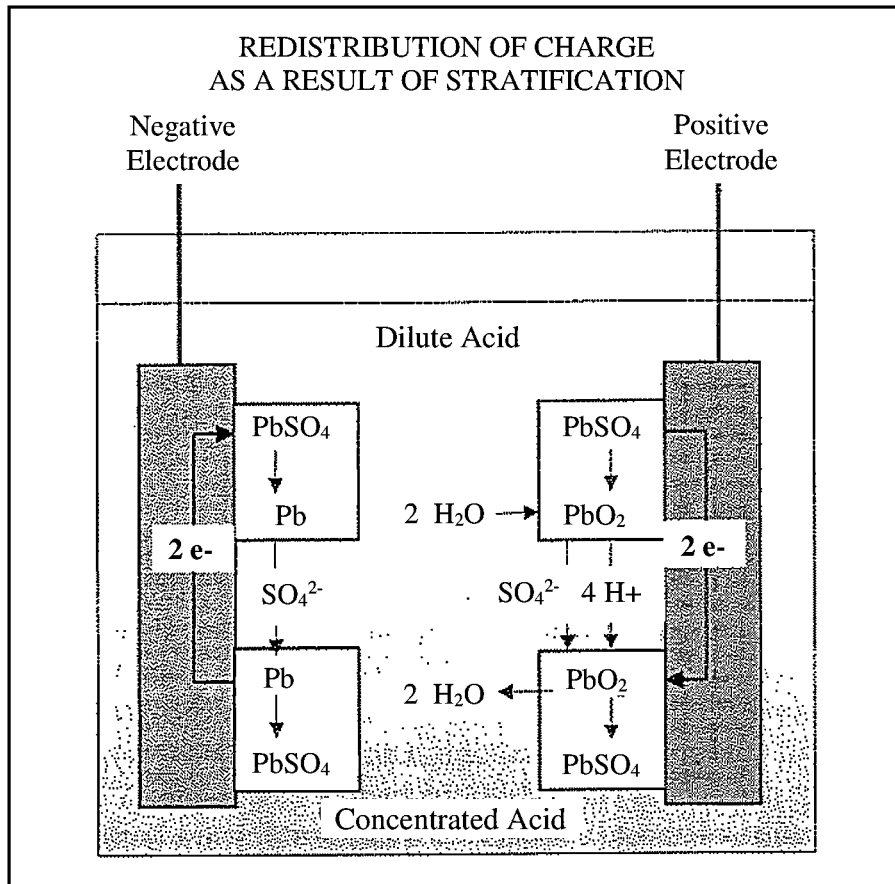 REDISTRIBUTION OF CHARGE
AS A RESULT OF STRATIFICATION
Negative
Electrode
Positive
Electrode
Dilute Acid
PbSO₄
Pb
2 e-
SO₄²⁻
Pb
PbSO₄
PbSO₄
2 H₂O
PbO₂
2 e-
SO₄²⁻ 4 H+
PbO₂
2 H₂O
PbSO₄
Concentrated Acid